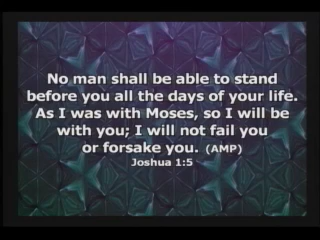 No man shall be able to stand
before you all the days of your life.
As I was with Moses, so I will be
with you; I will not fail you
or forsake you. (AMP)
Joshua 1:5